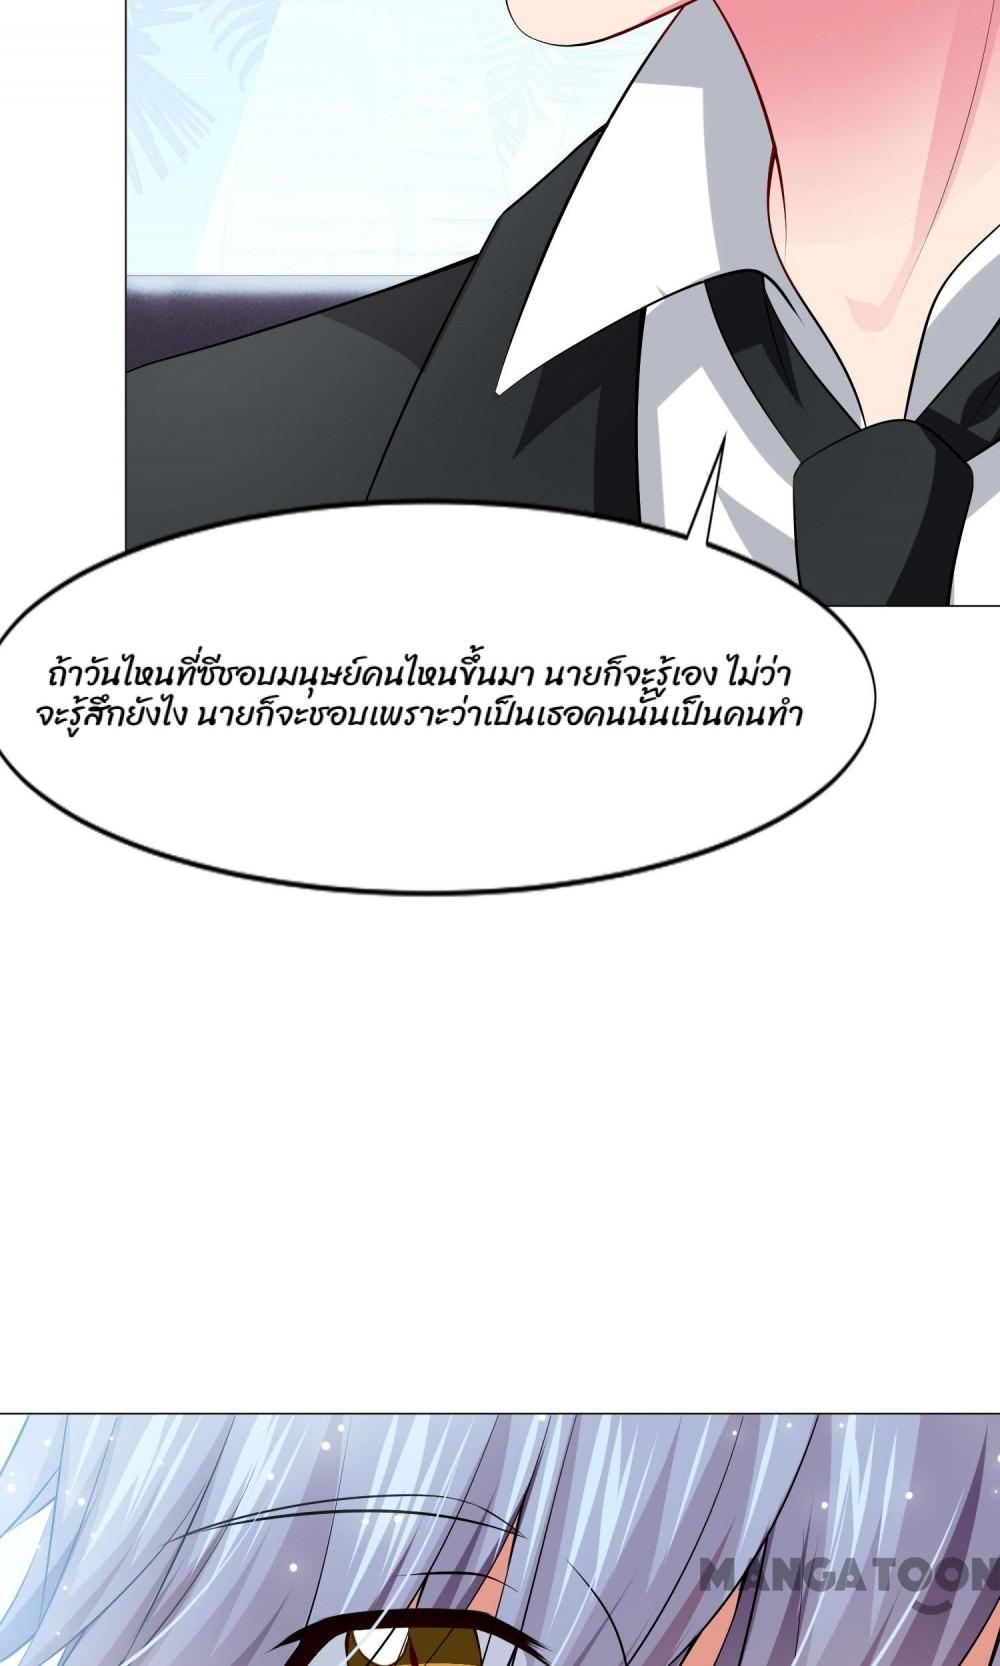 ถ้าวันไหนที่ซีชอบมนุษย์คนไหนขึ้นมา นายก็จะรู้เอง ไม่ว่า
จะรู้สึกยังไง นายก็จะชอบเพราะว่าเป็นเธอคนนั้นเป็นคนทำ
MANGATOON